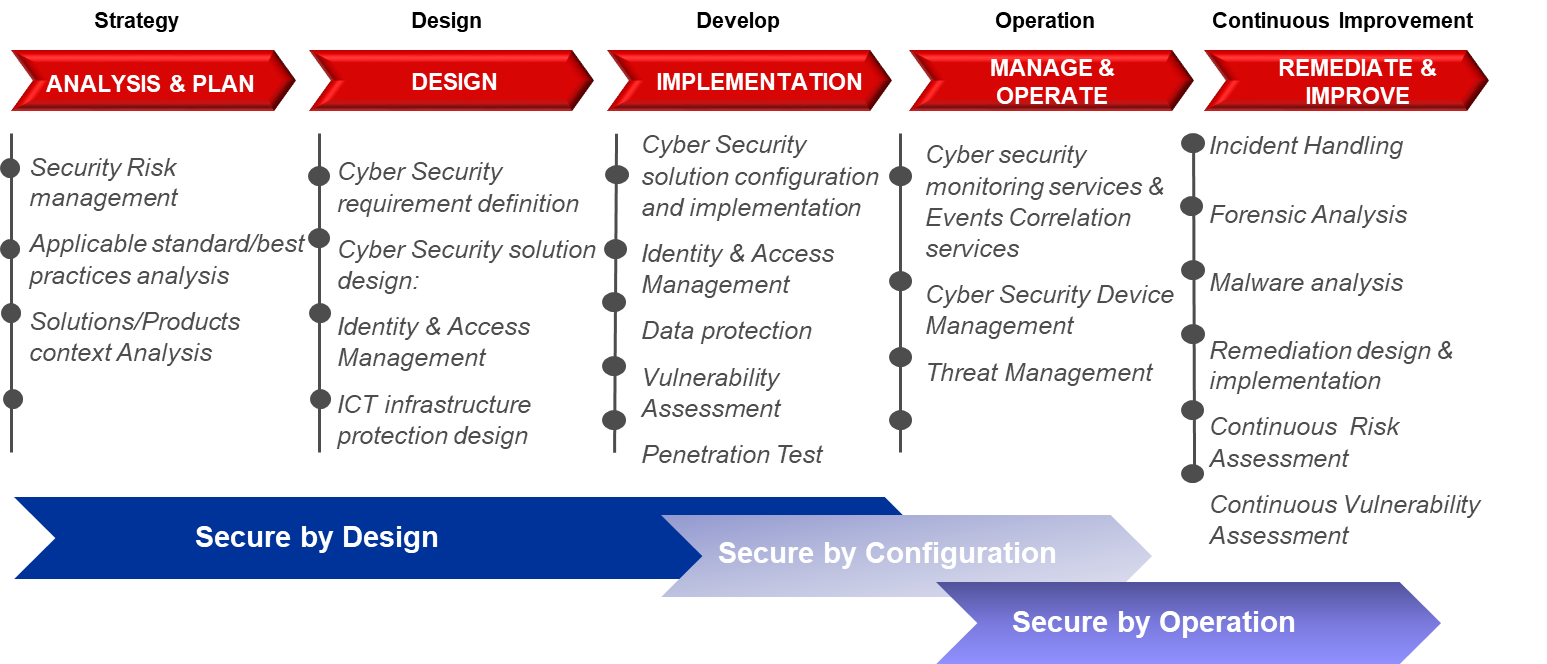 Strategy
Design
Develop
Operation
Continuous Improvement
ANALYSIS & PLAN
DESIGN
IMPLEMENTATION
MANAGE &
OPERATE
REMEDIATE &
IMPROVE
Security Risk
management
Applicable standard/best
practices analysis
Solutions/Products
context Analysis
Cyber Security
requirement definition
Cyber Security solution
design:
Identity & Access
Management
ICT infrastructure
protection design
Cyber Security
solution configuration
and implementation
Identity & Access
Management
Data protection
Vulnerability
Assessment
Penetration Test
Cyber security
monitoring services &
Events Correlation
services
Cyber Security Device
Management
Threat Management
Incident Handling
Forensic Analysis
Malware analysis
Remediation design &
implementation
Continuous Risk
Assessment
Continuous Vulnerability
Assessment
Secure by Design
Secure by Configuration
Secure by Operation